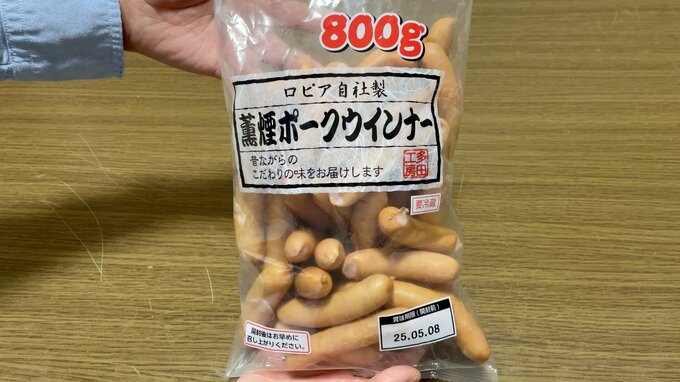 800g
ロピア自社製
薫煙ポークウインナー
昔ながらの
こだわりの味をお届けします
多田
工房
要冷蔵
賞味期限(開封前)
25.05.08
開封後はお早めに
召し上がりください。